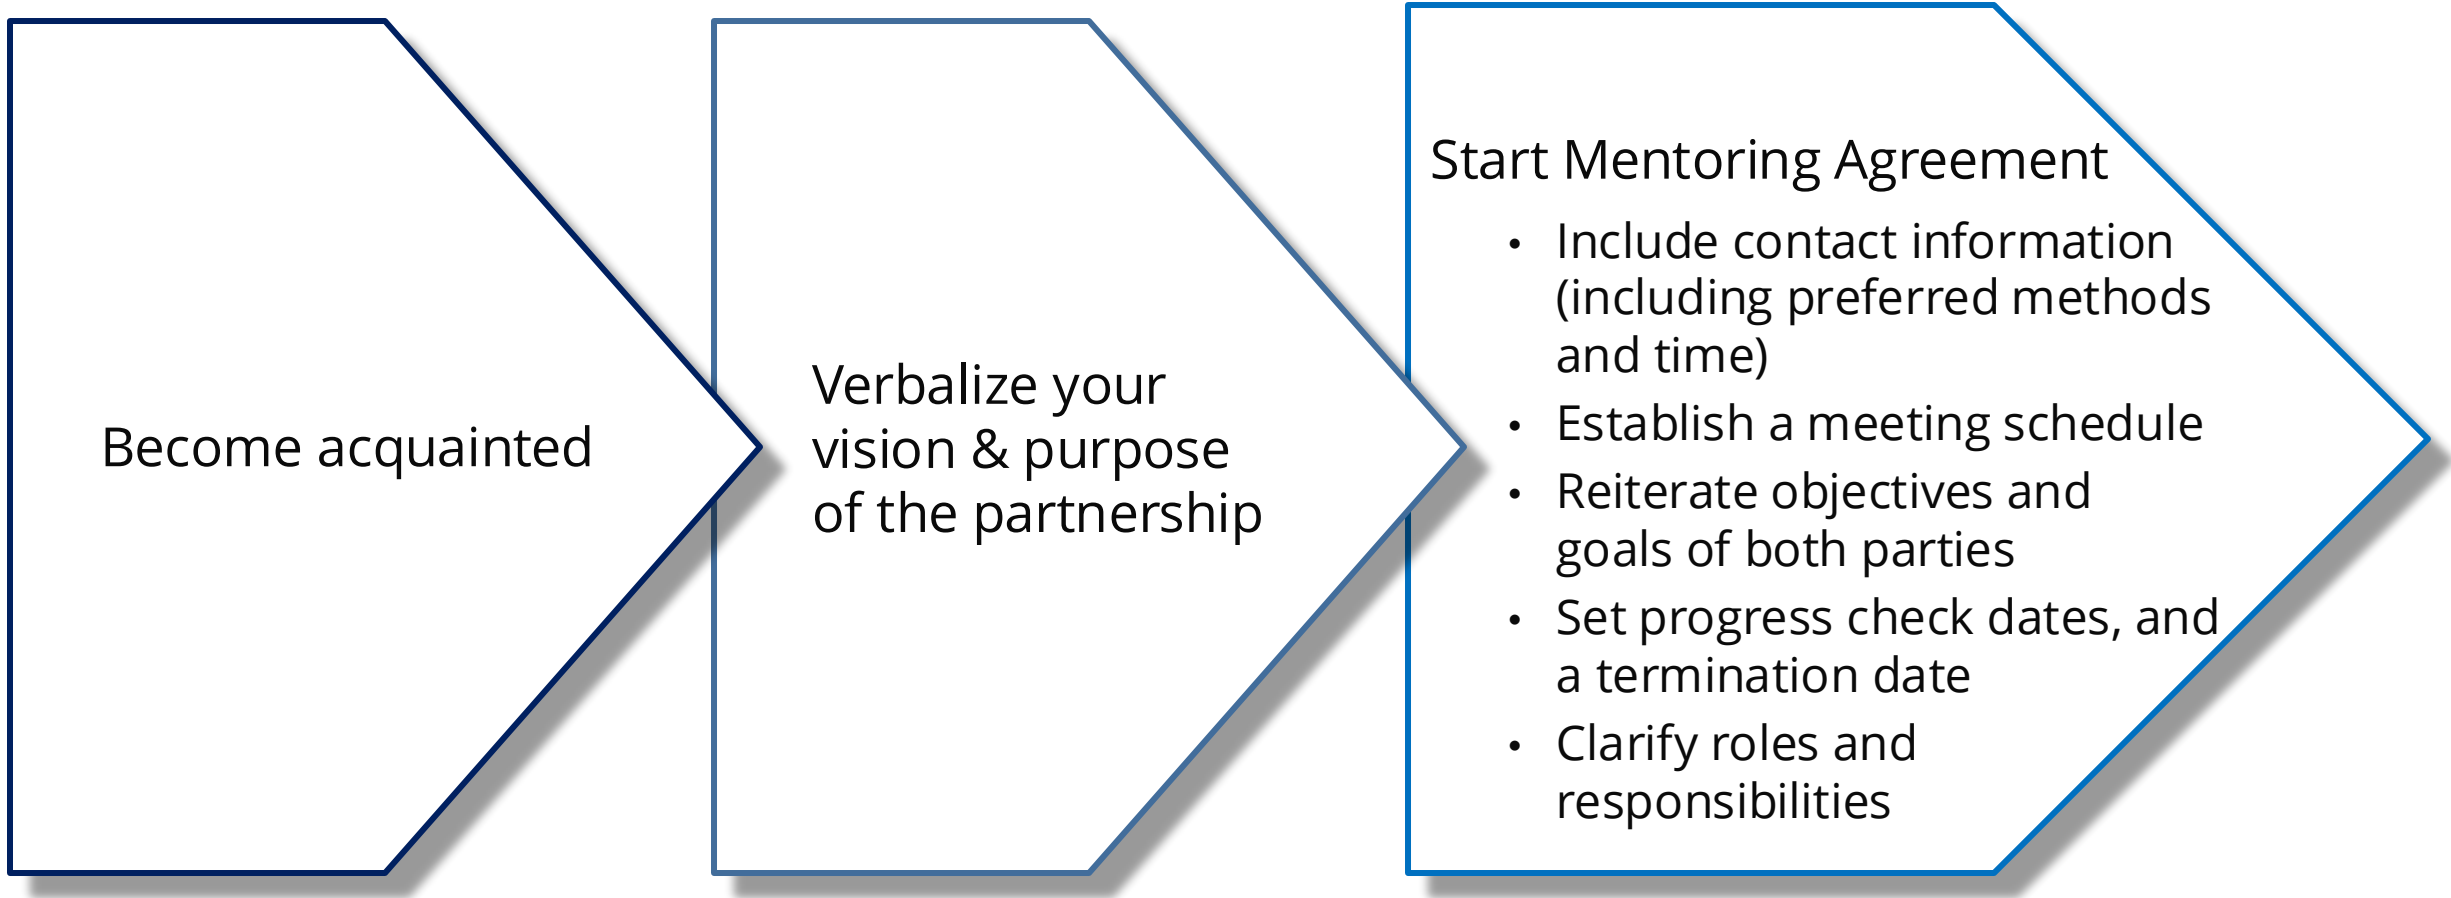 Become acquainted
Verbalize your
vision & purpose
of the partnership
Start Mentoring Agreement
• Include contact information
(including preferred methods
and time)
• Establish a meeting schedule
• Reiterate objectives and
goals of both parties
• Set progress check dates, and
a termination date
• Clarify roles and
responsibilities